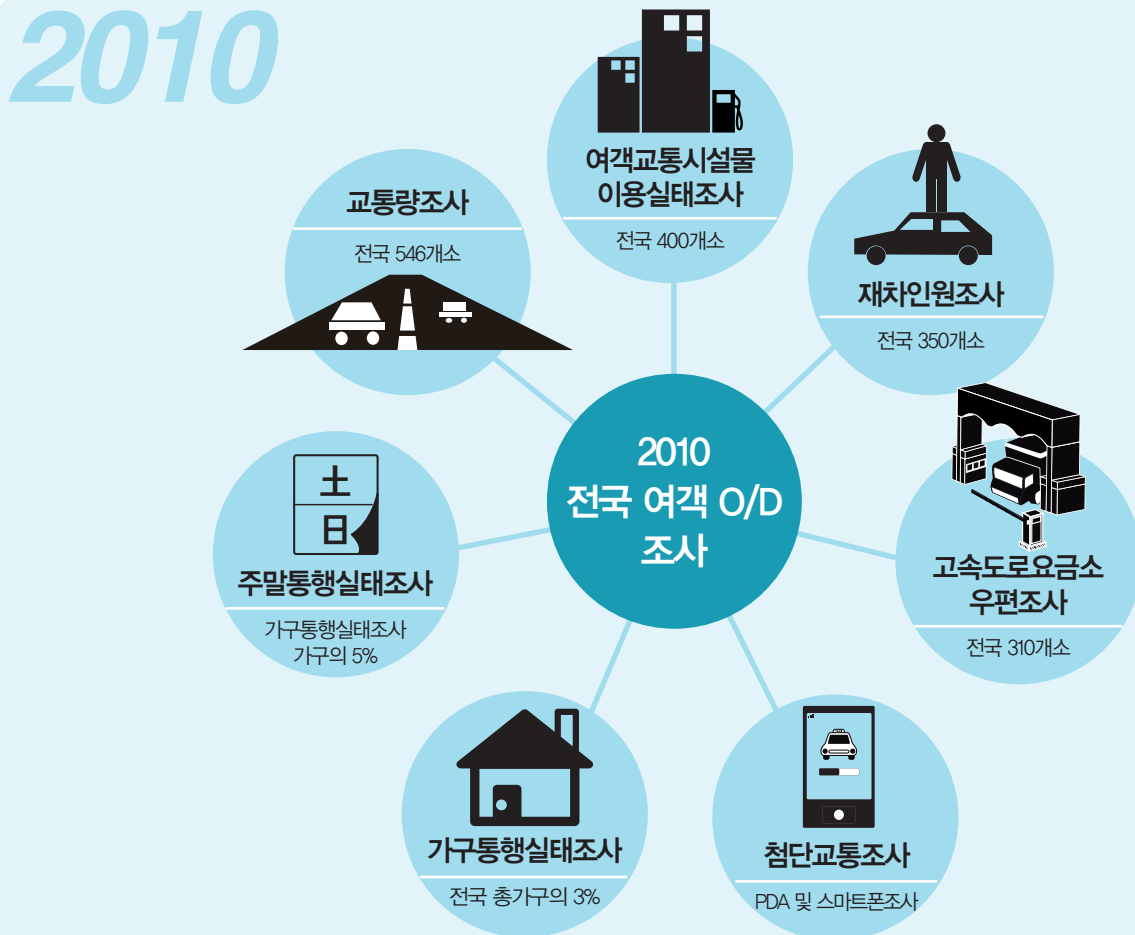 2010
여객교통시설물
이용실태조사
전국 400개소
교통량조사
전국 546개소
재차인원조사
전국 350개소
2010
전국 여객 O/D
조사
土
日
주말통행실태조사
가구통행실태조사
가구의 5%
고속도로요금소
우편조사
전국 310개소
가구통행실태조사
전국 총가구의 3%
첨단교통조사
PDA 및 스마트폰조사